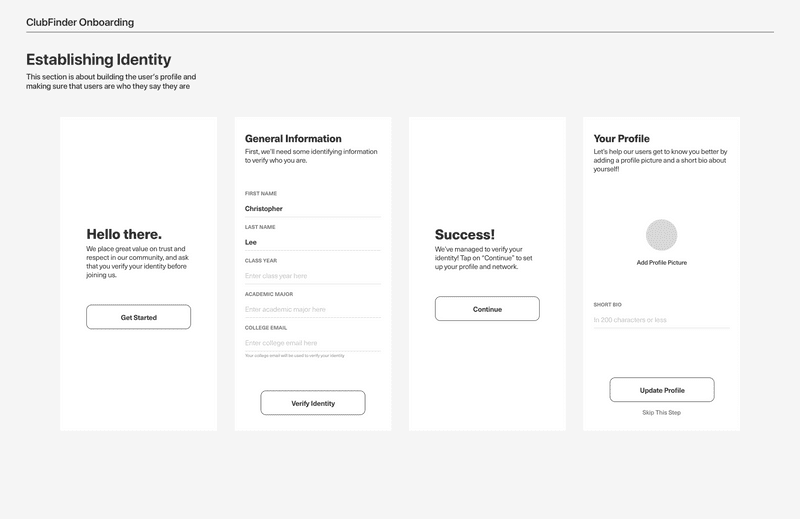 ClubFinder Onboarding
Establishing Identity
This section is about building the user's profile and
making sure that users are who they say they are
Hello there.
We place great value on trust and
respect in our community, and ask
that you verify your identity before
joining us.
Get Started
General Information
First, we'll need some identifying information
to verify who you are.
FIRST NAME
Christopher
LAST NAME
Lee
CLASS YEAR
Enter class year here
ACADEMIC MAJOR
Enter academic major here
COLLEGE EMAIL
Enter college email here
Your college email will be used to verify your identity
Verify Identity
Success!
We've managed to verify your
identity! Tap on "Continue" to set
up your profile and network.
Continue
Your Profile
Let's help our users get to know you better by
adding a profile picture and a short bio about
yourself!
Add Profile Picture
SHORT BIO
In 200 characters or less
Update Profile
Skip This Step